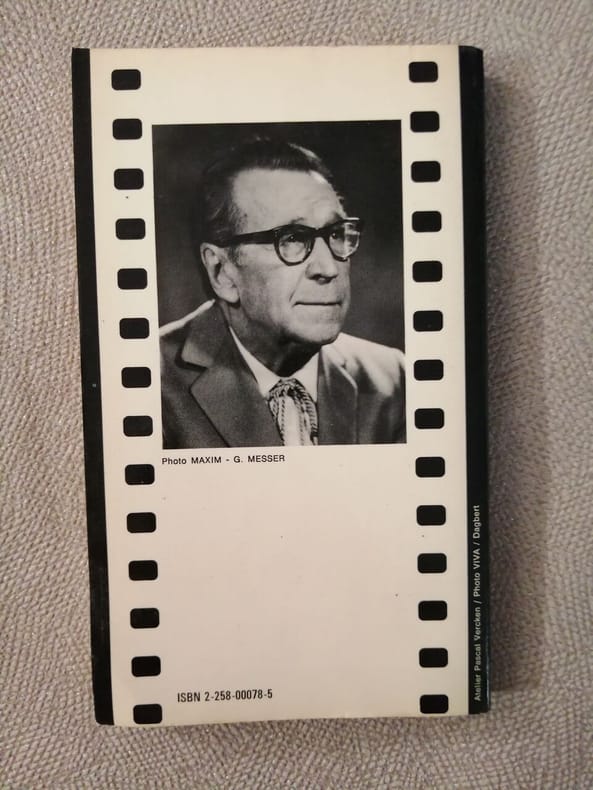 Photo MAXIM - G. MESSER
ISBN 2-258-00078-5
Atelier Pascal Vercken / Photo VIVA / Dagbert